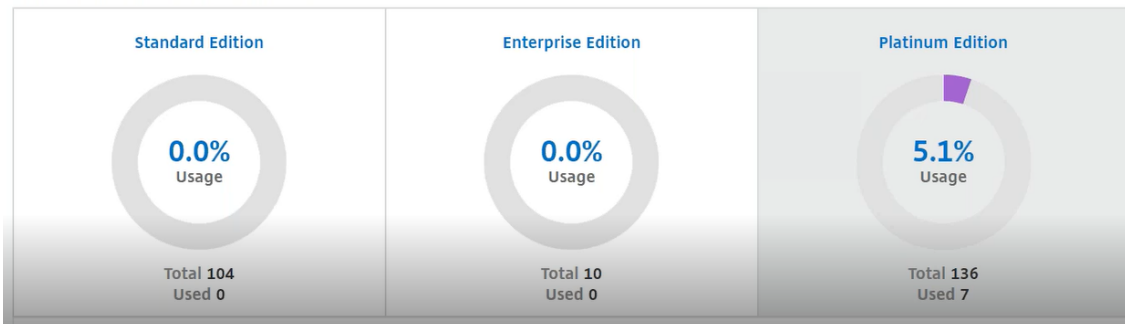 Standard Edition
0.0%
Usage
Total 104
Used 0
Enterprise Edition
0.0%
Usage
Total 10
Used 0
Platinum Edition
5.1%
Usage
Total 136
Used 7